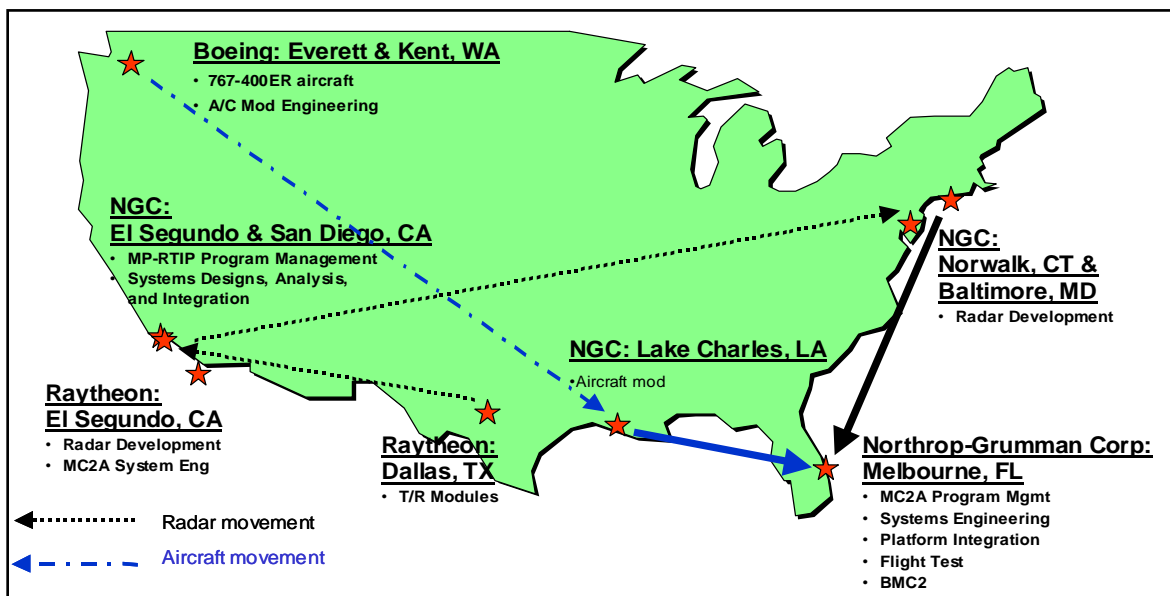 Boeing: Everett & Kent, WA
• 767-400ER aircraft
• A/C Mod Engineering
NGC:
El Segundo & San Diego, CA
• MP-RTIP Program Management
• Systems Designs, Analysis,
and Integration
NGC:
Norwalk, CT &
Baltimore, MD
• Radar Development
NGC: Lake Charles, LA
•Aircraft mod
Raytheon:
El Segundo, CA
• Radar Development
• MC2A System Eng
Raytheon:
Dallas, TX
• T/R Modules
Northrop-Grumman Corp:
Melbourne, FL
• MC2A Program Mgmt
• Systems Engineering
• Platform Integration
• Flight Test
• BMC2
Radar movement
Aircraft movement